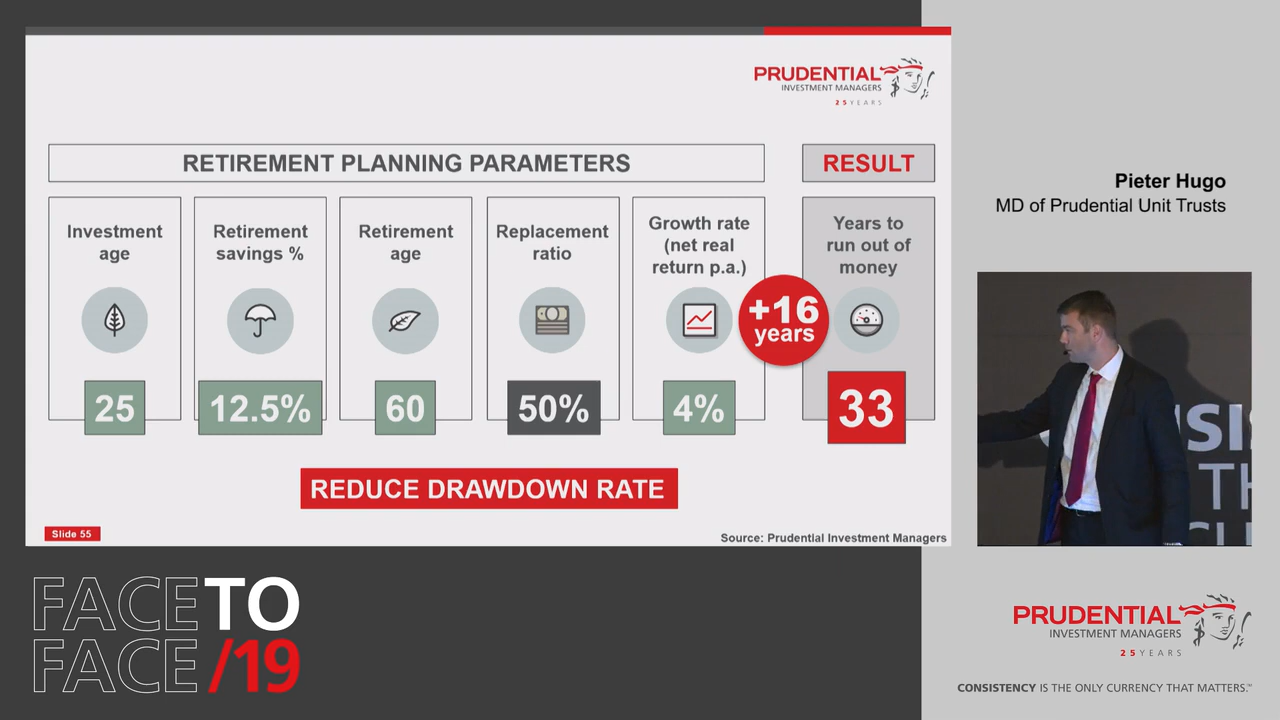 PRUDENTIAL
INVESTMENT MANAGERS
25 YEARS
RETIREMENT PLANNING PARAMETERS
RESULT
Investment
age
25
Retirement
savings %
12.5%
Retirement
age
60
Replacement
ratio
50%
Growth rate
(net real
return p.a.)
4%
+16
years
Years to
run out of
money
33
REDUCE DRAWDOWN RATE
Slide 55
Source: Prudential Investment Managers
Pieter Hugo
MD of Prudential Unit Trusts
FACE TO
FACE /19
PRUDENTIAL
INVESTMENT MANAGERS
25 YEARS
CONSISTENCY IS THE ONLY CURRENCY THAT MATTERS.™